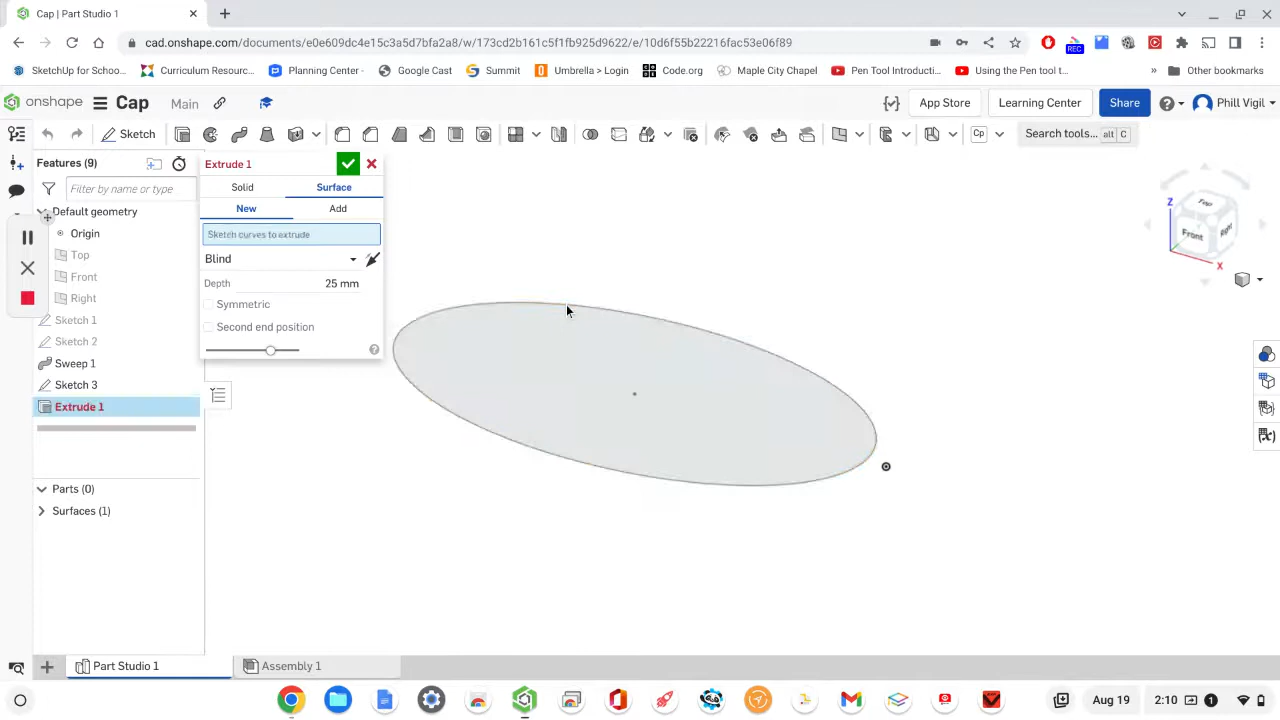 Cap | Part Studio 1
cad.onshape.com/documents/e0e609dc4ac5c3a5d7bfa2a1/w/173cd2b161c5f1fb925d9622/e/10d6f55b22216fac53e06f89
REC
SketchUp for Schoo...
Curriculum Resourc...
Planning Center -
Google Cast
Summit
Umbrella > Login
Code.org
Maple City Chapel
Pen Tool Introducti...
Using the Pen tool t...
»
Other bookmarks
onshape
Cap
Main
App Store
Learning Center
Share
Phill Vigil
Sketch
Cp
Search tools...
alt
C
Features (9)
Filter by name or type
Default geometry
Origin
Top
Front
Right
Sketch 1
Sketch 2
Sweep 1
Sketch 3
Extrude 1
Parts (0)
Surfaces (1)
Extrude 1
Solid
Surface
New
Add
Sketch curves to extrude
Blind
Depth
25 mm
Symmetric
Second end position
Z
Top
Front
Right
X
Part Studio 1
Assembly 1
Aug 19
2:10
1